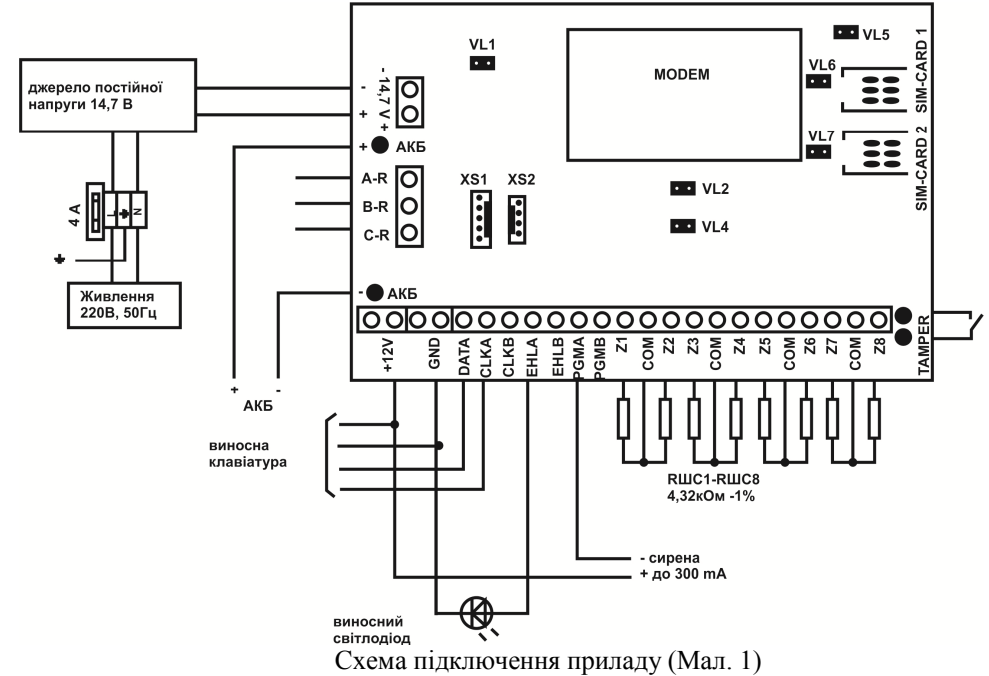 джерело постійної
напруги 14,7 В
4 А
L
N
Живлення
220В, 50Гц
-
+
- 14,7 V +
+ АКБ
A-R
B-R
C-R
- АКБ
VL1
XS1
XS2
MODEM
VL2
VL4
VL5
VL6
VL7
SIM-CARD 1
SIM-CARD 2
+12V
GND
DATA
CLKA
CLKB
EHLA
EHLB
PGMA
PGMB
Z1
COM
Z2
Z3
COM
Z4
Z5
COM
Z6
Z7
COM
Z8
TAMPER
+ -
АКБ
виносна
клавіатура
RШС1-RШС8
4,32кОм -1%
- сирена
+ до 300 mA
виносний
світлодіод
Схема підключення приладу (Мал. 1)